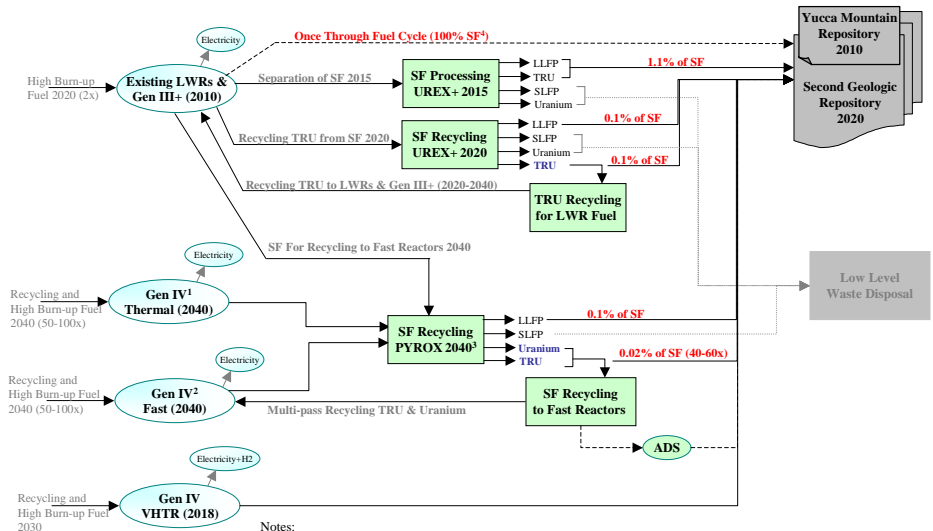 Electricity
Once Through Fuel Cycle (100% SF⁴)
Yucca Mountain
Repository
2010
High Burn-up
Fuel 2020 (2x)
Existing LWRs &
Gen III+ (2010)
Separation of SF 2015
SF Processing
UREX+ 2015
LLFP
TRU
SLFP
Uranium
1.1% of SF
Second Geologic
Repository
2020
Recycling TRU from SF 2020
SF Recycling
UREX+ 2020
LLFP
SLFP
Uranium
TRU
0.1% of SF
0.1% of SF
Recycling TRU to LWRs & Gen III+ (2020-2040)
TRU Recycling
for LWR Fuel
SF For Recycling to Fast Reactors 2040
Electricity
Low Level
Waste Disposal
Recycling and
High Burn-up Fuel
2040 (50-100x)
Gen IV¹
Thermal (2040)
SF Recycling
PYROX 2040³
LLFP
SLFP
Uranium
TRU
0.1% of SF
0.02% of SF (40-60x)
Electricity
Recycling and
High Burn-up Fuel
2040 (50-100x)
Gen IV²
Fast (2040)
Multi-pass Recycling TRU & Uranium
SF Recycling
to Fast Reactors
ADS
Electricity+H2
Recycling and
High Burn-up Fuel
2030
Gen IV
VHTR (2018)
Notes: